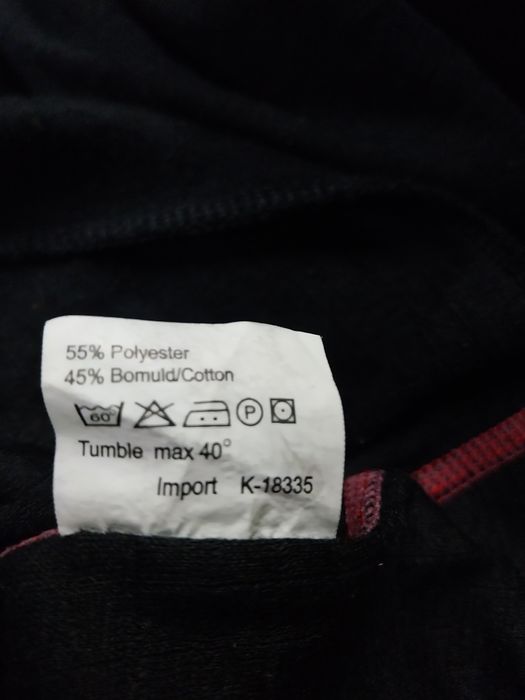 55% Polyester
45% Bomuld/Cotton
60° P
Tumble max 40°
Import K-18335